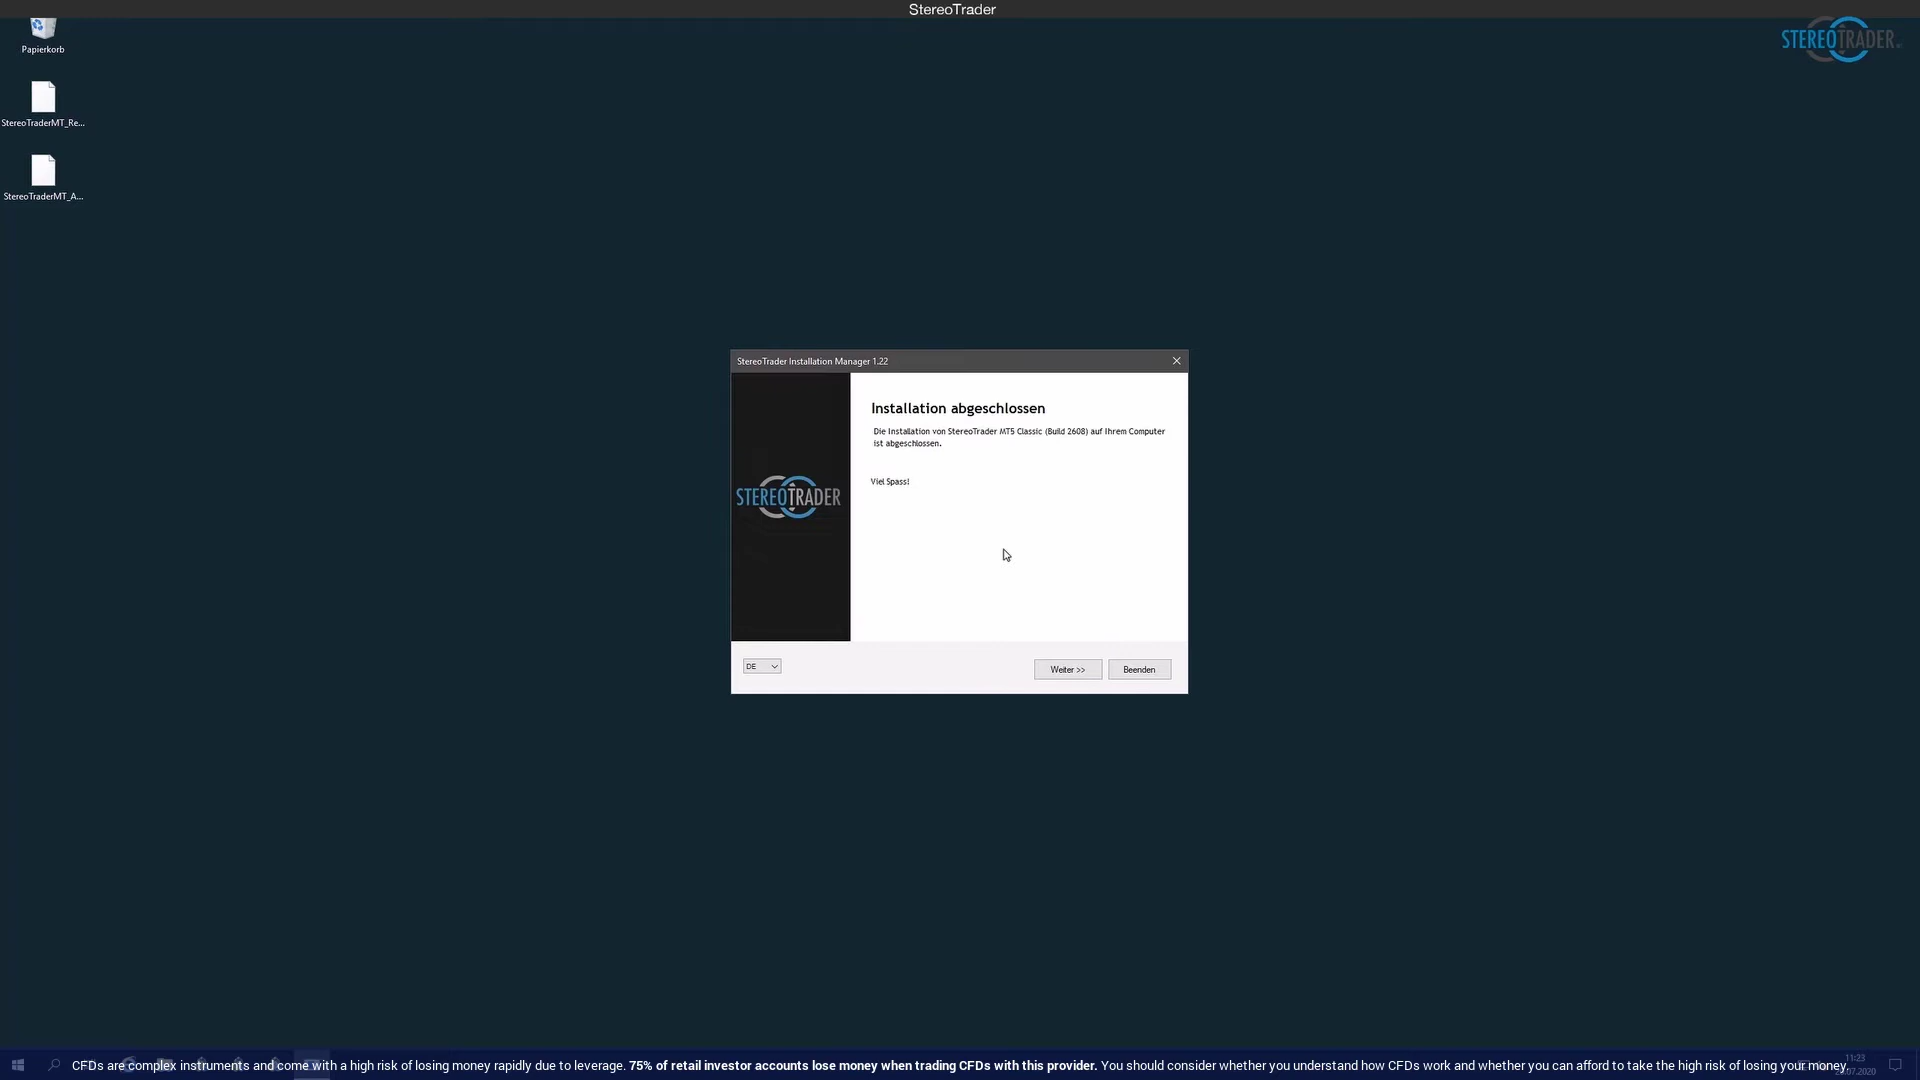 StereoTrader
Papierkorb
STEREOTRADER
StereoTraderMT_Re...
StereoTraderMT_A...
StereoTrader Installation Manager 1.22
Installation abgeschlossen
Die Installation von StereoTrader MT5 Classic (Build 2608) auf Ihrem Computer
ist abgeschlossen.
Viel Spass!
STEREOTRADER
DE
Weiter >>
Beenden
11:23
CFDs are complex instruments and come with a high risk of losing money rapidly due to leverage. 75% of retail investor accounts lose money when trading CFDs with this provider. You should consider whether you understand how CFDs work and whether you can afford to take the high risk of losing your money.